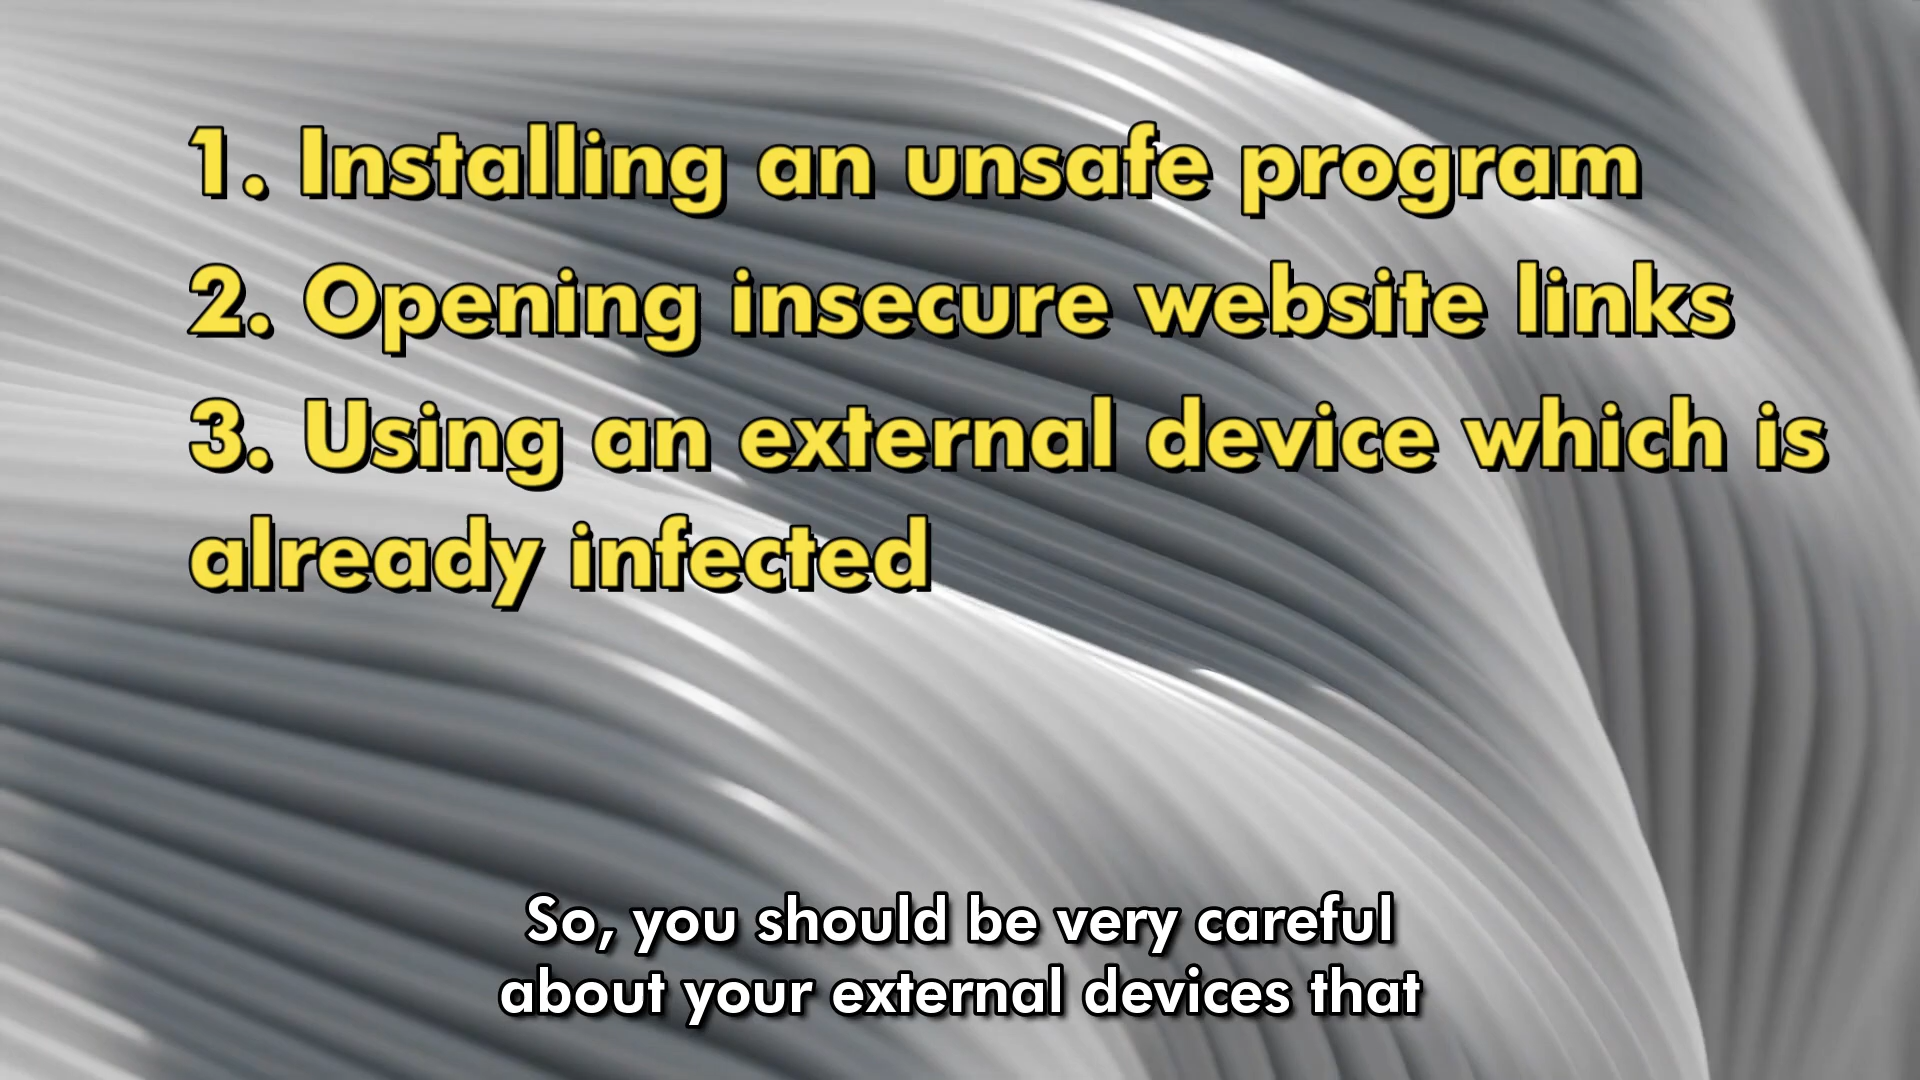 1. Installing an unsafe program
2. Opening insecure website links
3. Using an external device which is
already infected
So, you should be very careful
about your external devices that